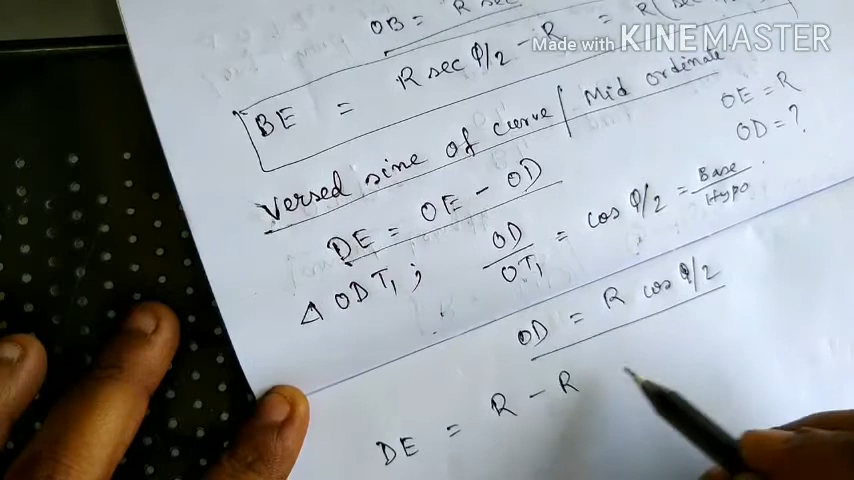 OB = R sec
Made with KINEMASTER
BE = R sec φ/2 - R = R(sec
Versed sine of curve / Mid ordinate
DE = OE - OD
OE = R
OD = ?
Δ ODT₁ ; OD/OT₁ = cos φ/2 = Base/Hypo
OD = R cos φ/2
DE = R - R